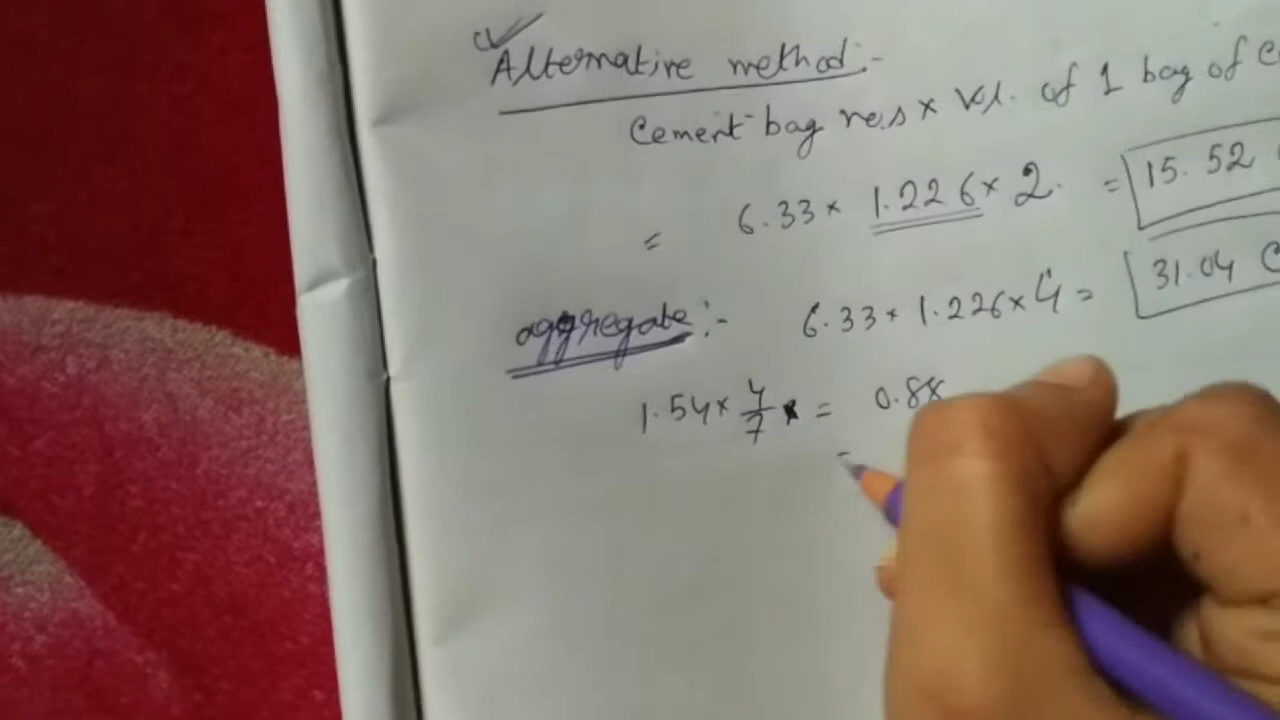 Alternative method:-
Cement bag nos × Vol. of 1 bag of
= 6.33 × 1.226 × 2. = 15.52
aggregate:- 6.33 × 1.226 × 4 = 31.04
1.54 × 4/7 = 0.88